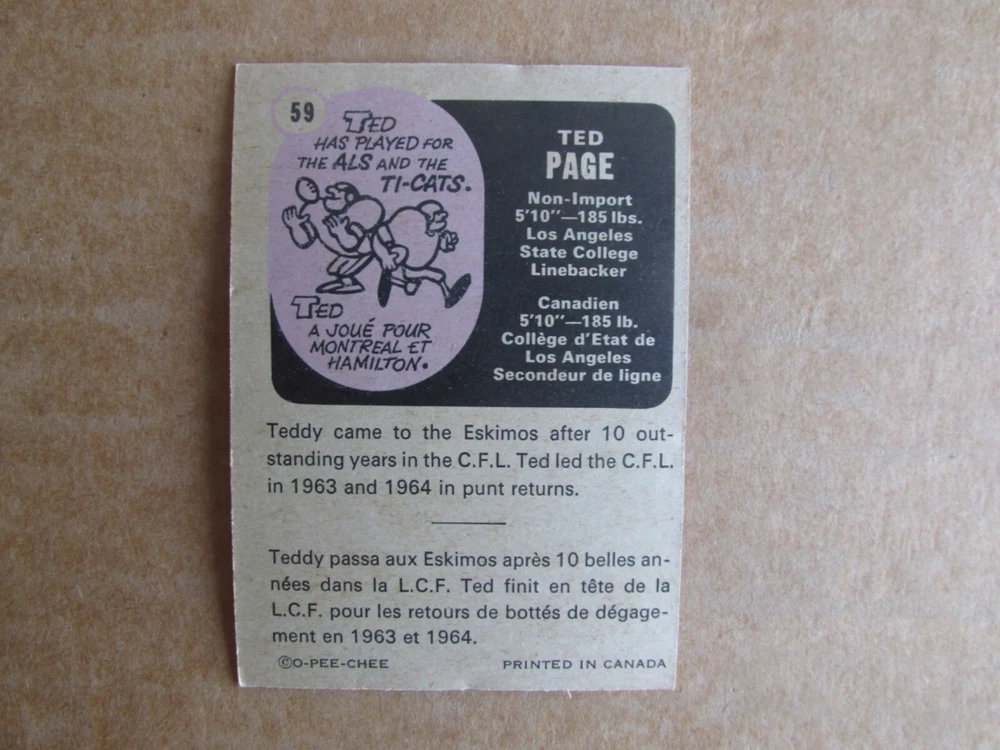 59
TED
HAS PLAYED FOR
THE ALS AND THE
TI-CATS.
TED
A JOUÉ POUR
MONTREAL ET
HAMILTON.
TED
PAGE
Non-Import
5'10"—185 lbs.
Los Angeles
State College
Linebacker
Canadien
5'10"—185 lb.
Collège d'Etat de
Los Angeles
Secondeur de ligne
Teddy came to the Eskimos after 10 out-
standing years in the C.F.L. Ted led the C.F.L.
in 1963 and 1964 in punt returns.
Teddy passa aux Eskimos après 10 belles an-
nées dans la L.C.F. Ted finit en tête de la
L.C.F. pour les retours de bottés de dégage-
ment en 1963 et 1964.
©O-PEE-CHEE PRINTED IN CANADA